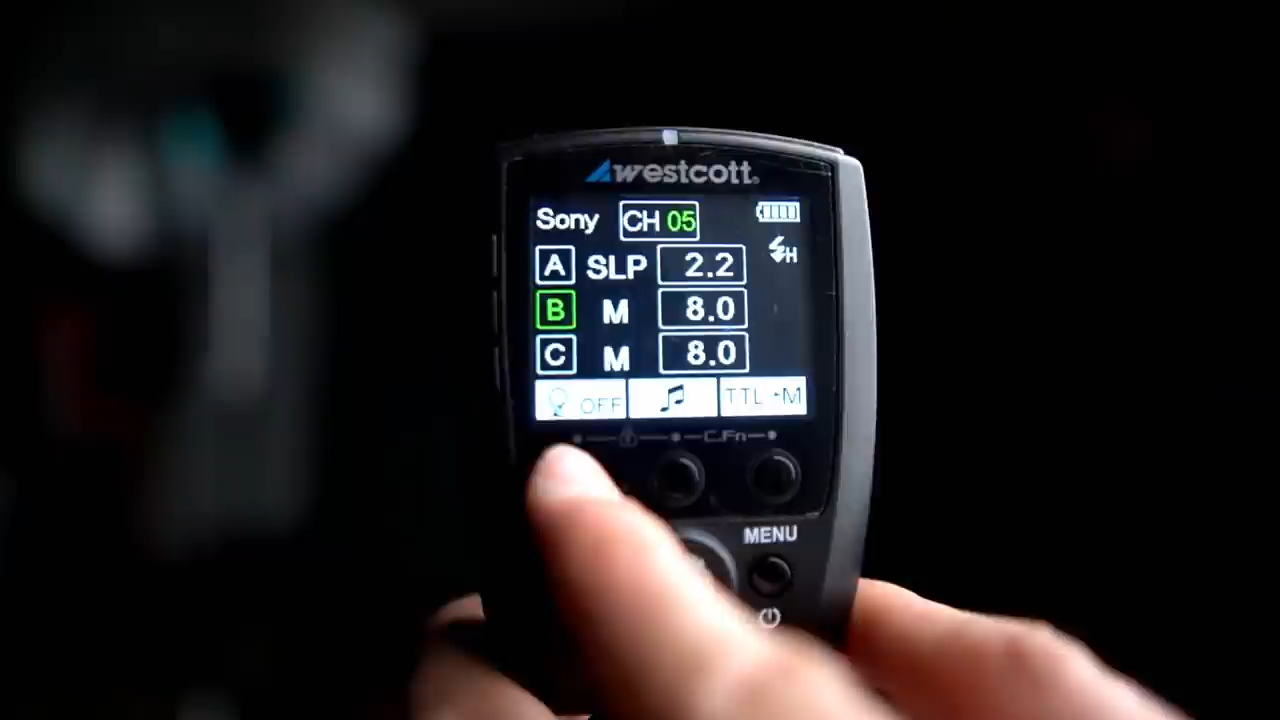 westcott
Sony CH 05
H
A SLP 2.2
B M 8.0
C M 8.0
OFF TTL M
C.Fn
MENU